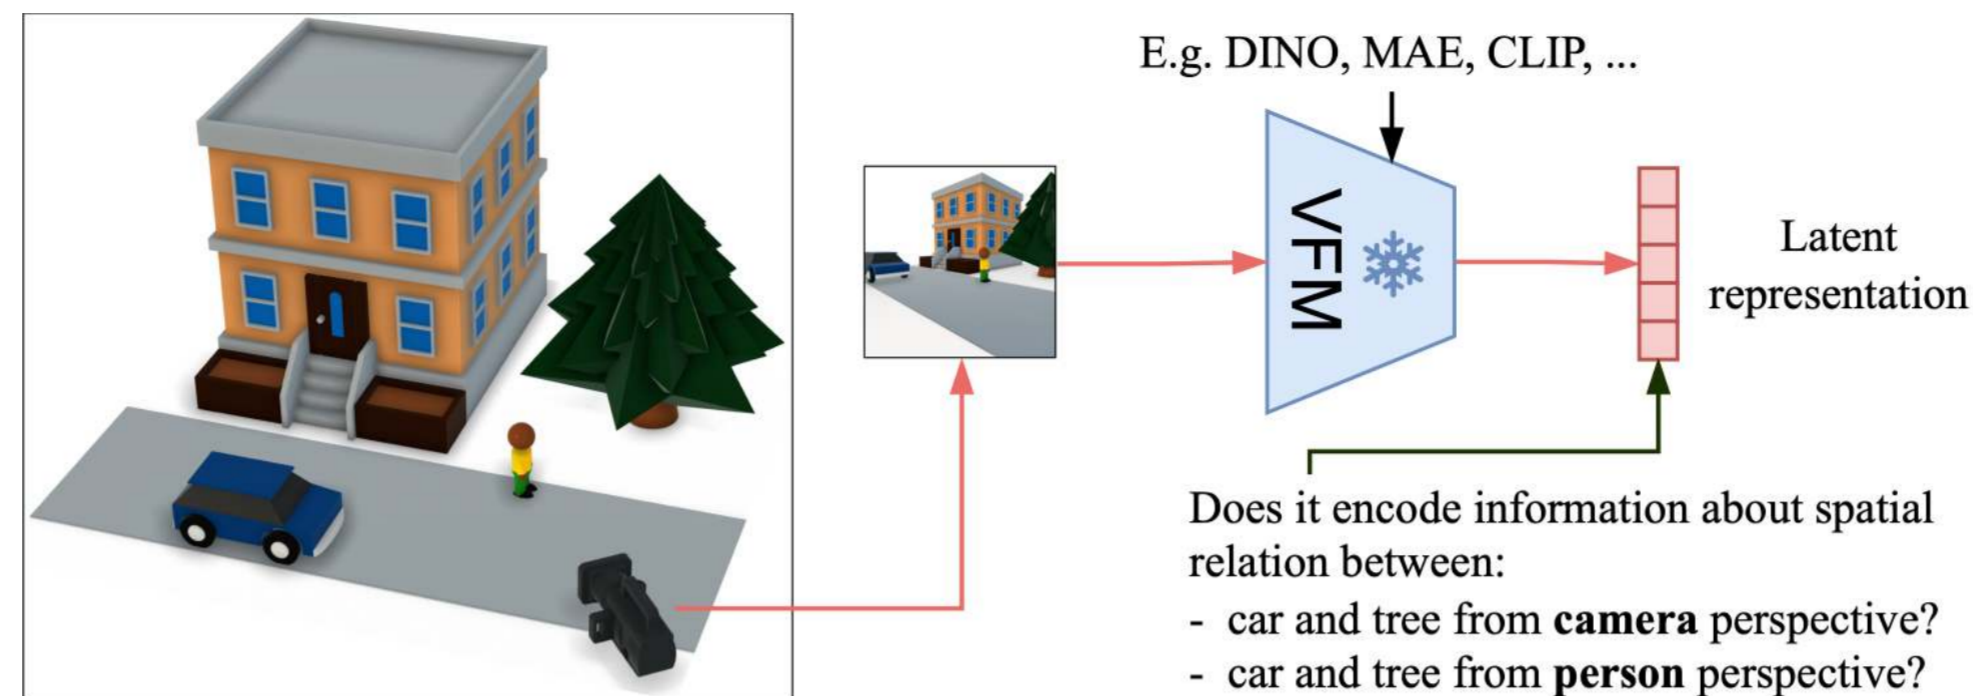 E.g. DINO, MAE, CLIP, ...
VFM
Latent
representation
Does it encode information about spatial
relation between:
- car and tree from camera perspective?
- car and tree from person perspective?